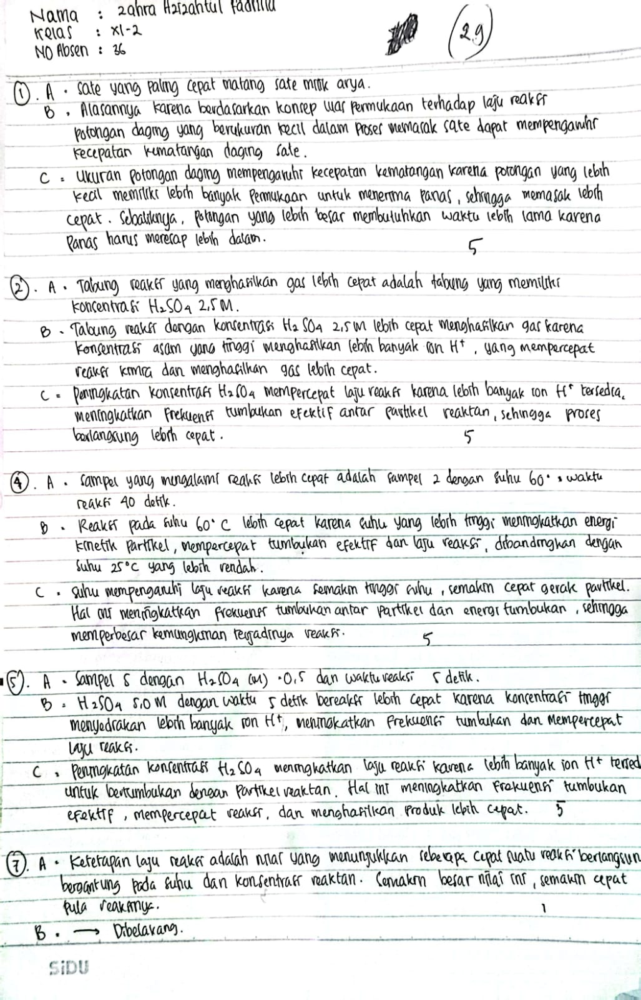 Nama : Zahra Azizahtul Fadhilla
Kelas : XI-2
NO Absen : 36
29
1. A. Sate yang paling cepat matang sate milik arya.
B. Alasannya karena berdasarkan konsep luas permukaan terhadap laju reaksi
potongan daging yang berukuran kecil dalam proses memasak sate dapat mempengaruhi
kecepatan kematangan daging sate.
C. Ukuran potongan daging mempengaruhi kecepatan kematangan karena potongan yang lebih
kecil memiliki lebih banyak permukaan untuk menerima panas, sehingga memasak lebih
cepat. Sebaliknya, potongan yang lebih besar membutuhkan waktu lebih lama karena
panas harus meresap lebih dalam.
5
2. A. Tabung reaksi yang menghasilkan gas lebih cepat adalah tabung yang memiliki
konsentrasi H₂SO₄ 2,5 M.
B. Tabung reaksi dengan konsentrasi H₂SO₄ 2,5 M lebih cepat menghasilkan gas karena
konsentrasi asam yang tinggi menghasilkan lebih banyak ion H⁺, yang mempercepat
reaksi kimia dan menghasilkan gas lebih cepat.
C = Peningkatan konsentrasi H₂SO₄ mempercepat laju reaksi karena lebih banyak ion H⁺ tersedia,
meningkatkan frekuensi tumbukan efektif antar partikel reaktan, sehingga proses
berlangsung lebih cepat.
5
4. A. Sampel yang mengalami reaksi lebih cepat adalah sampel 2 dengan suhu 60°, waktu
reaksi 40 detik.
B. Reaksi pada suhu 60°C lebih cepat karena suhu yang lebih tinggi meningkatkan energi
kinetik partikel, mempercepat tumbukan efektif dan laju reaksi, dibandingkan dengan
suhu 25°C yang lebih rendah.
C. Suhu mempengaruhi laju reaksi karena semakin tinggi suhu, semakin cepat gerak partikel.
Hal ini meningkatkan frekuensi tumbukan antar partikel dan energi tumbukan, sehingga
memperbesar kemungkinan terjadinya reaksi.
5
5. A. Sampel 5 dengan H₂SO₄ (M) 0,5 dan waktu reaksi 5 detik.
B. H₂SO₄ 5,0 M dengan waktu 5 detik bereaksi lebih cepat karena konsentrasi tinggi
menyediakan lebih banyak ion H⁺, meningkatkan frekuensi tumbukan dan mempercepat
laju reaksi.
C. Peningkatan konsentrasi H₂SO₄ meningkatkan laju reaksi karena lebih banyak ion H⁺ tersed
untuk bertumbukan dengan partikel reaktan. Hal ini meningkatkan frekuensi tumbukan
efektif, mempercepat reaksi, dan menghasilkan produk lebih cepat.
5
7. A. Ketetapan laju reaksi adalah nilai yang menunjukkan seberapa cepat suatu reaksi berlangsun
bergantung pada suhu dan konsentrasi reaktan. Semakin besar nilai ini, semakin cepat
pula reaksinya.
1
B. → Dibelakang.
SiDU